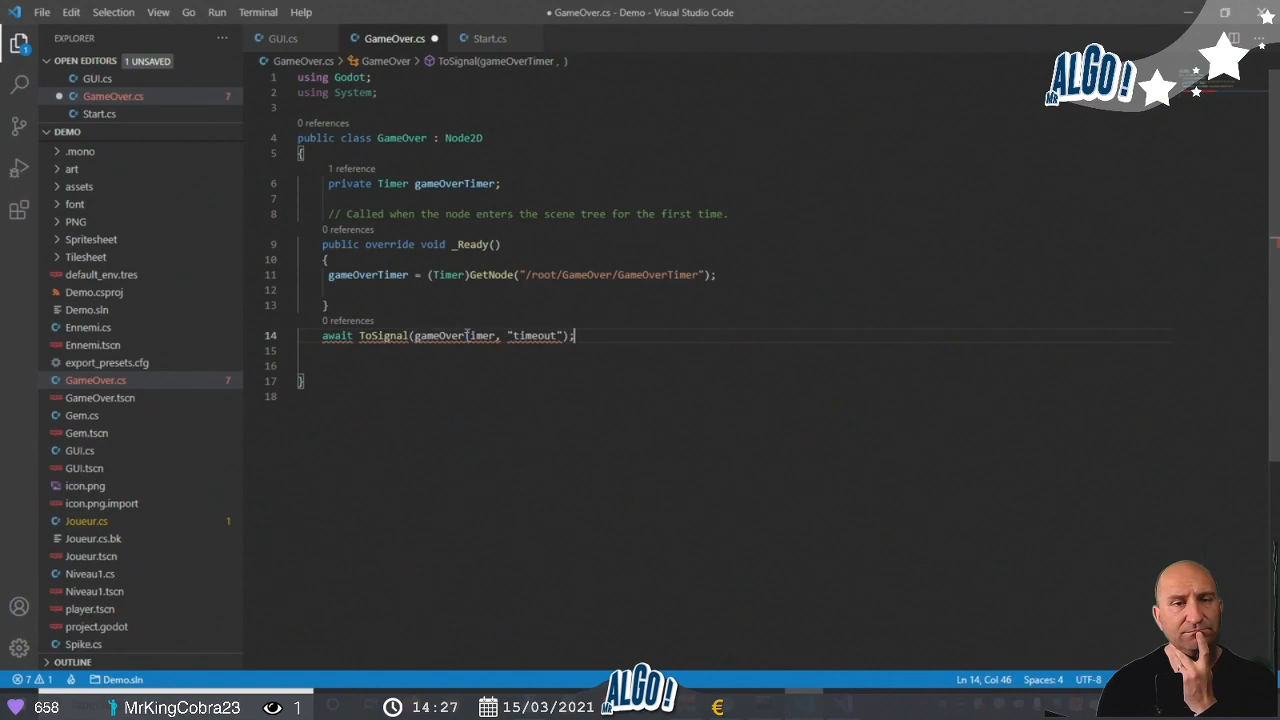 File Edit Selection View Go Run Terminal Help
● GameOver.cs - Demo - Visual Studio Code
EXPLORER
OPEN EDITORS 1 UNSAVED
GUI.cs
GameOver.cs 7
Start.cs
DEMO
.mono
art
assets
font
PNG
Spritesheet
Tilesheet
default_env.tres
Demo.csproj
Demo.sln
Ennemi.cs
Ennemi.tscn
export_presets.cfg
GameOver.cs 7
GameOver.tscn
Gem.cs
Gem.tscn
GUI.cs
GUI.tscn
icon.png
icon.png.import
Joueur.cs 1
Joueur.cs.bk
Joueur.tscn
Niveau1.cs
Niveau1.tscn
player.tscn
project.godot
Spike.cs
OUTLINE
GUI.cs GameOver.cs ● Start.cs
GameOver.cs > GameOver > ToSignal(gameOverTimer , )
1 using Godot;
2 using System;
3
0 references
4 public class GameOver : Node2D
5 {
1 reference
6 private Timer gameOverTimer;
7
8 // Called when the node enters the scene tree for the first time.
0 references
9 public override void _Ready()
10 {
11 gameOverTimer = (Timer)GetNode("/root/GameOver/GameOverTimer");
12
13 }
0 references
14 await ToSignal(gameOverTimer, "timeout");
15
16
17 }
18
MR ALGO !
7 1 Demo.sln Ln 14, Col 46 Spaces: 4 UTF-8
658 MrKingCobra23 1 14:27 15/03/2021 MR ALGO ! €